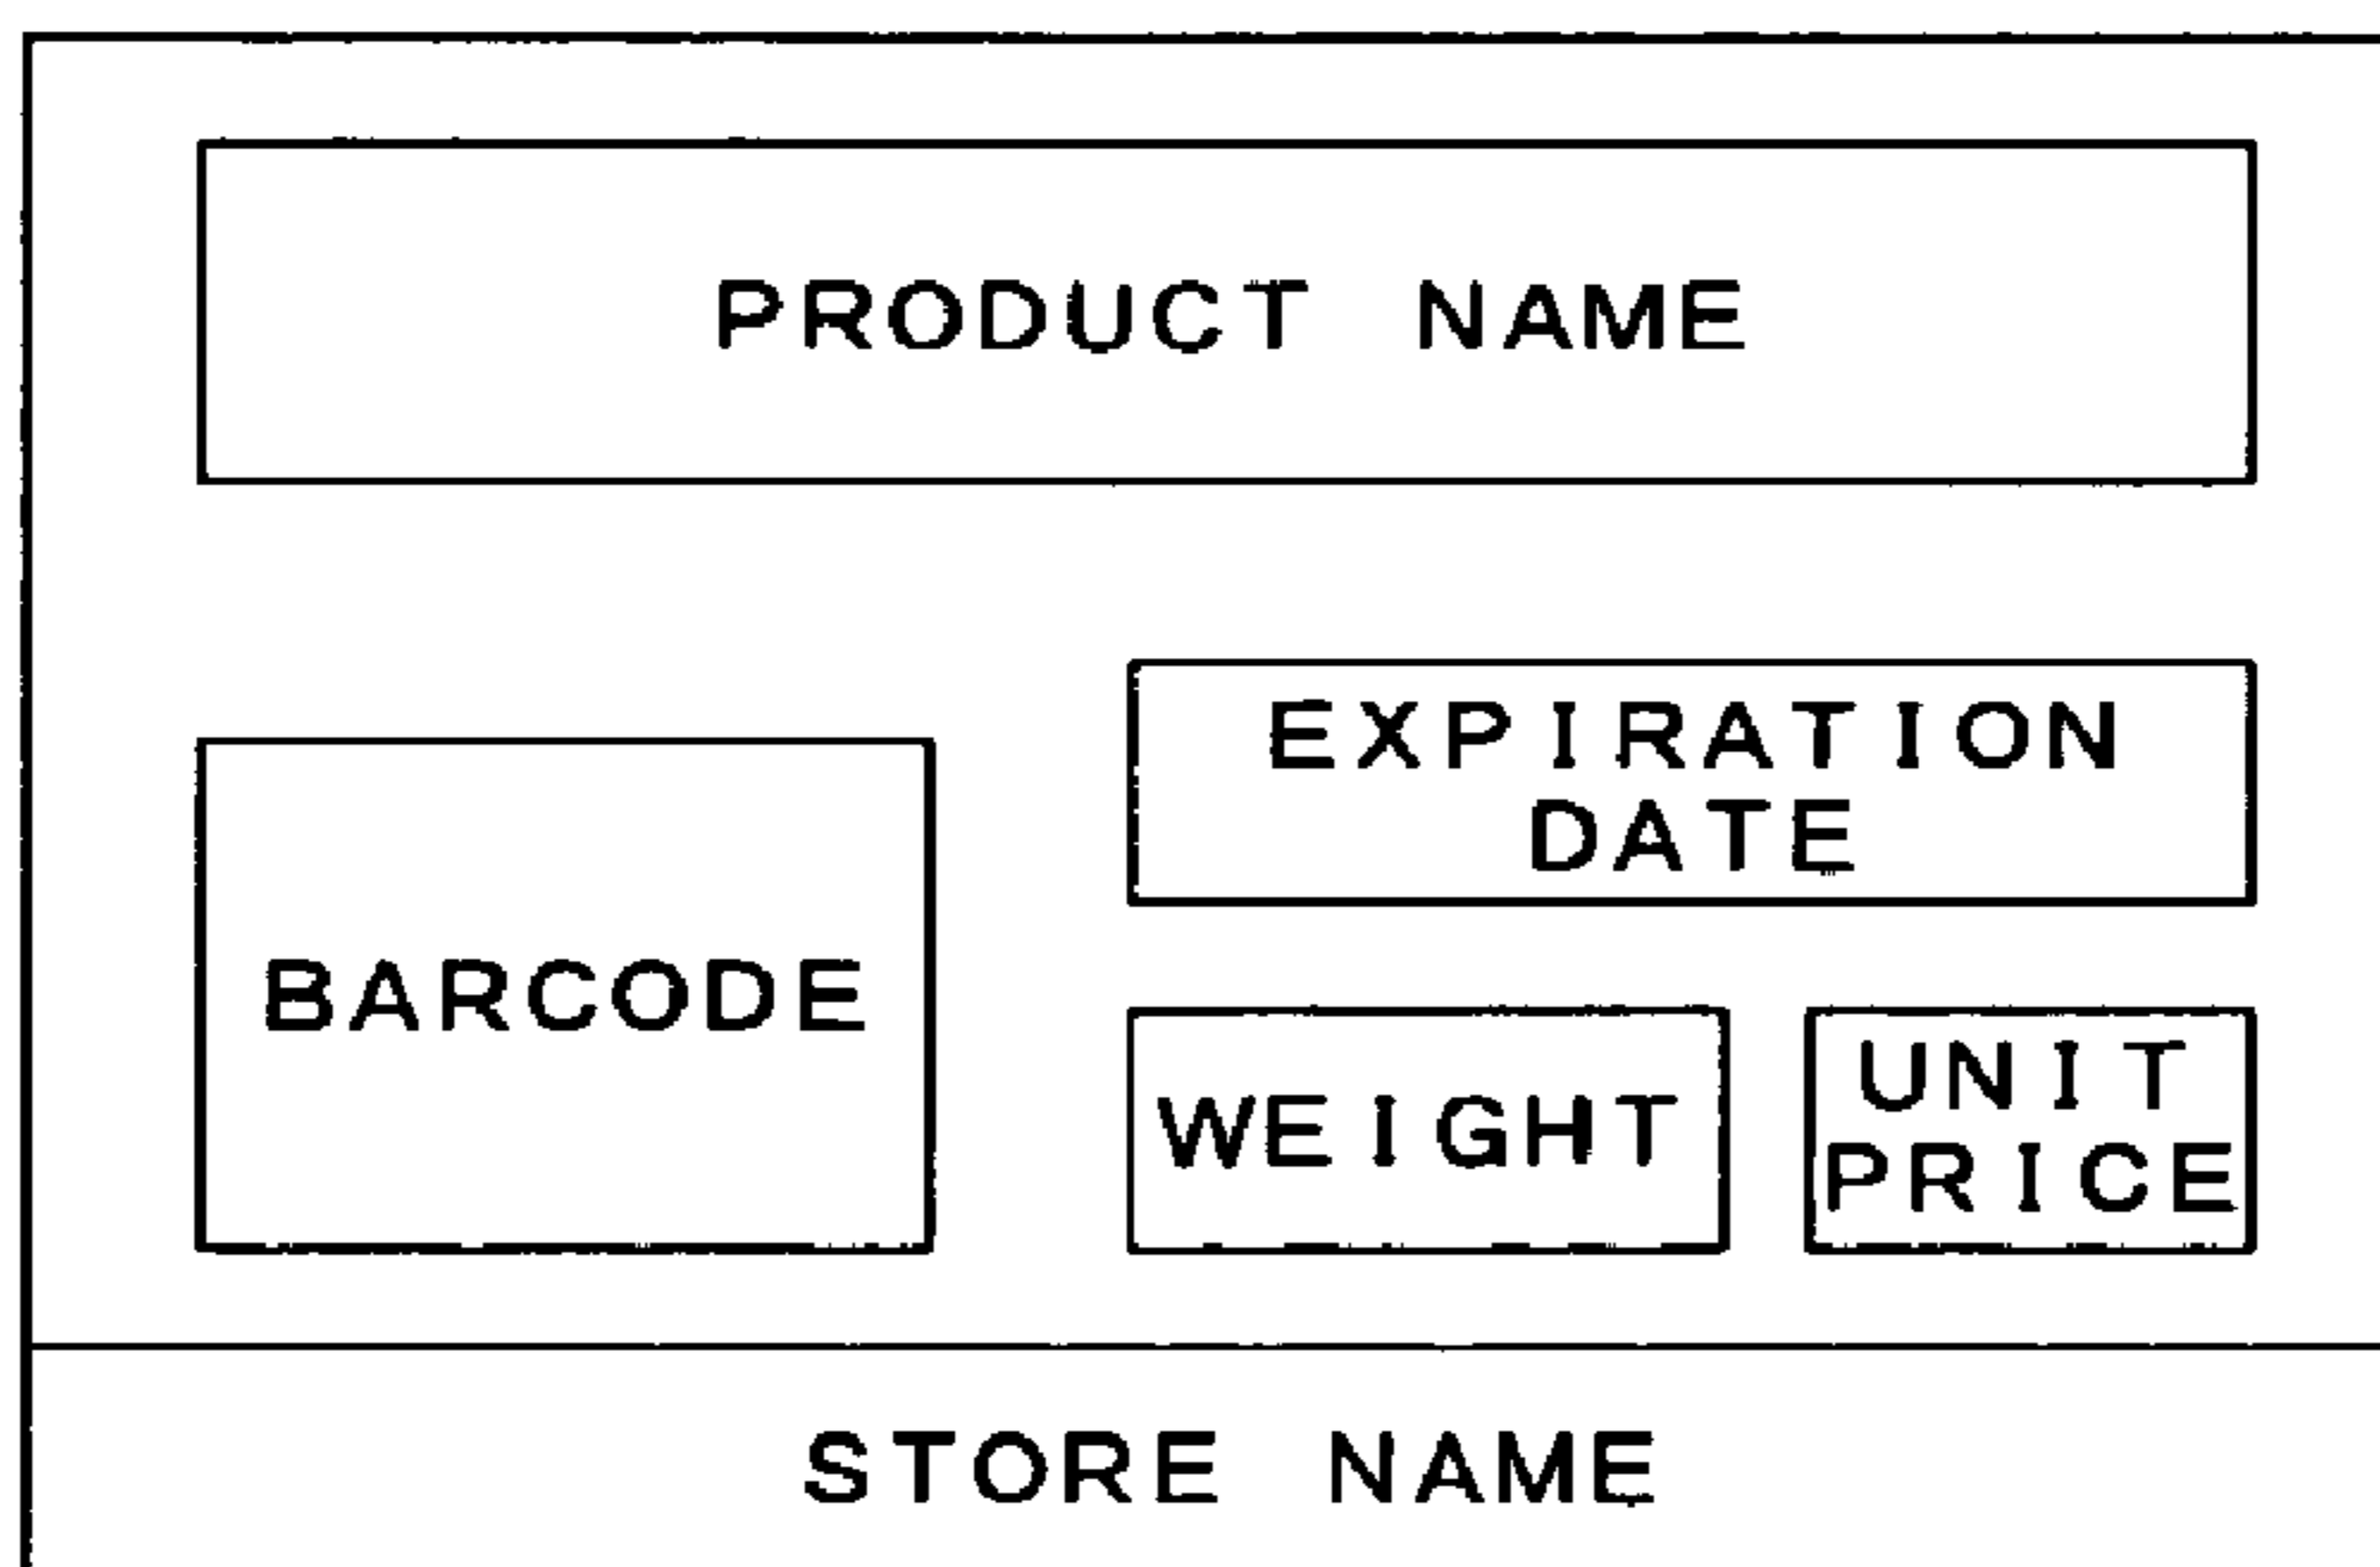 PRODUCT NAME
EXPIRATION
DATE
BARCODE
WEIGHT
UNIT
PRICE
STORE NAME